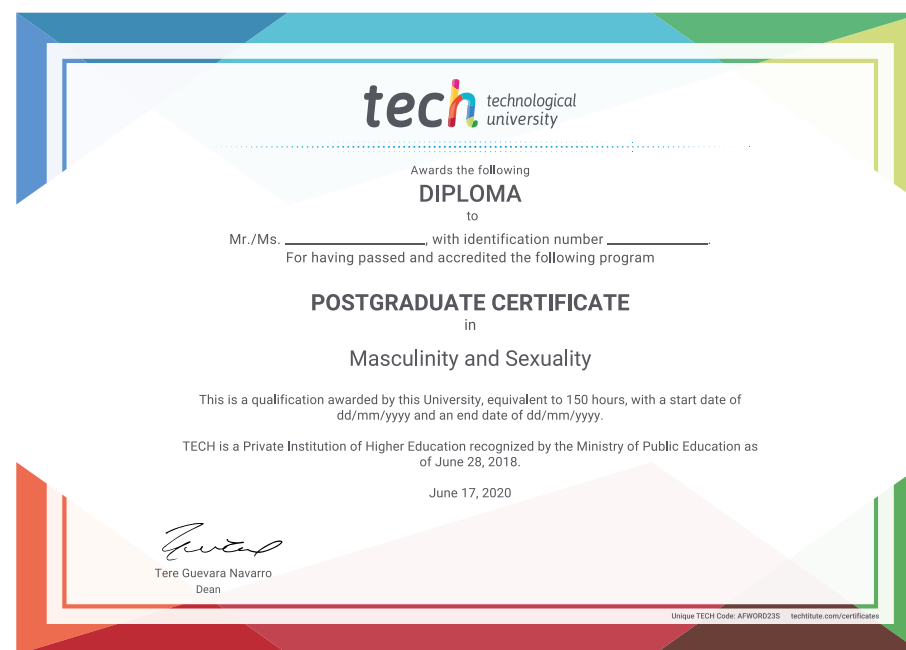 tech technological
university
Awards the following
DIPLOMA
to
Mr./Ms. ____________________, with identification number ______________.
For having passed and accredited the following program
POSTGRADUATE CERTIFICATE
in
Masculinity and Sexuality
This is a qualification awarded by this University, equivalent to 150 hours, with a start date of
dd/mm/yyyy and an end date of dd/mm/yyyy.
TECH is a Private Institution of Higher Education recognized by the Ministry of Public Education as
of June 28, 2018.
June 17, 2020
Tere Guevara Navarro
Dean
Unique TECH Code: AFWORD23S techtitute.com/certificates